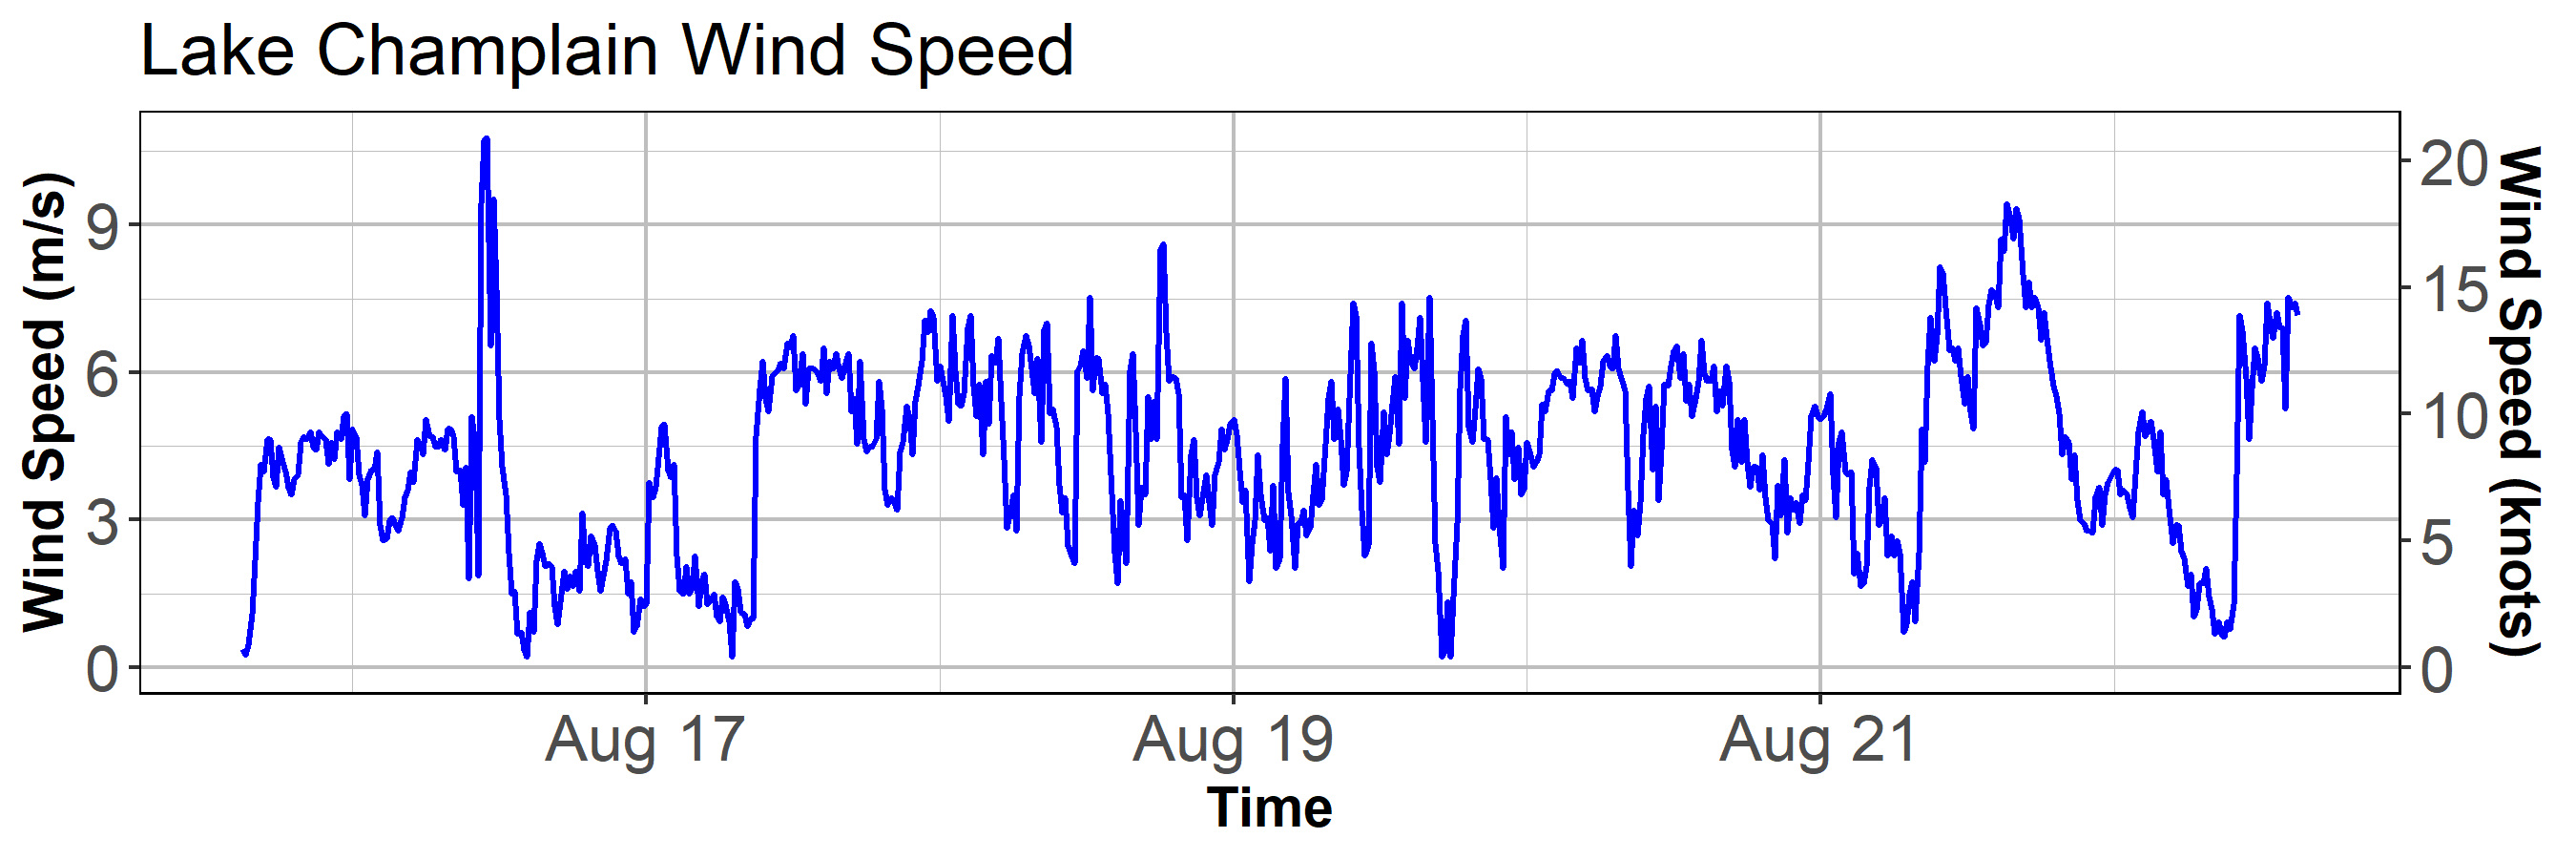 Lake Champlain Wind Speed
Wind Speed (m/s)
9
6
3
0
20
15
10
5
0
Wind Speed (knots)
Aug 17 Aug 19 Aug 21
Time